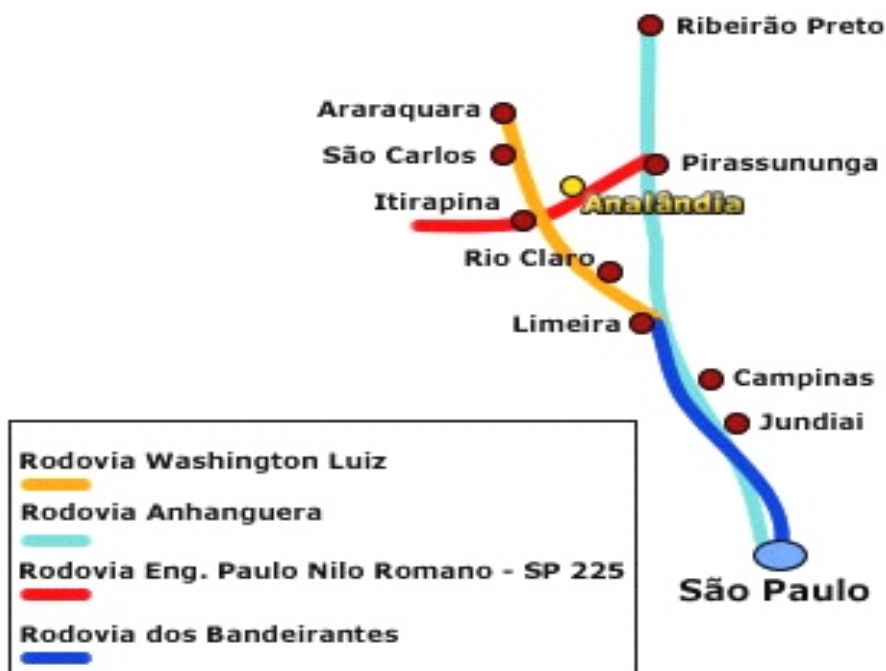 Ribeirão Preto
Araraquara
São Carlos
Pirassununga
Itirapina
Analândia
Rio Claro
Limeira
Campinas
Jundiai
São Paulo
Rodovia Washington Luiz
Rodovia Anhanguera
Rodovia Eng. Paulo Nilo Romano - SP 225
Rodovia dos Bandeirantes